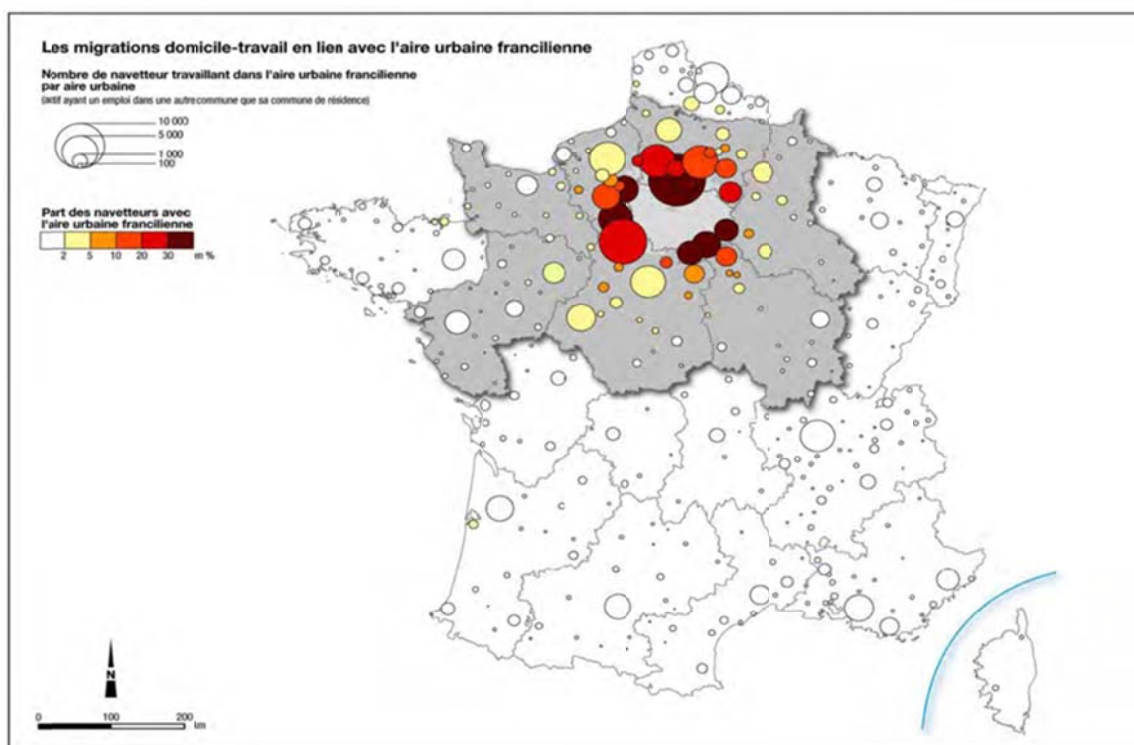 Les migrations domicile-travail en lien avec l'aire urbaine francilienne
Nombre de navetteur travaillant dans l'aire urbaine francilienne
par aire urbaine
(actif ayant un emploi dans une autre commune que sa commune de résidence)
10 000
5 000
1 000
100
Part des navetteurs avec
l'aire urbaine francilienne
2 5 10 20 30 m %
N
0 100 200
km